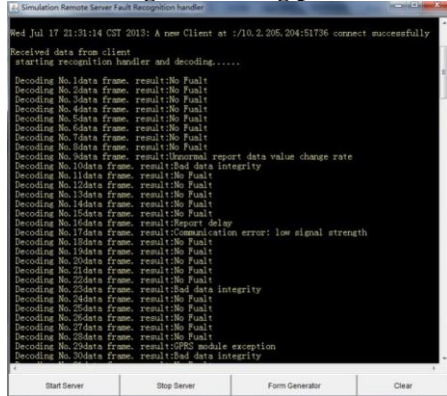 Simulation Remote Server Fault Recognition handler
Wed Jul 17 21:31:14 CST 2013: A new Client at :/10.2.205.204:51736 connect successfully
Received data from client
starting recognition handler and decoding......
Decoding No.1data frame. result:No Fualt
Decoding No.2data frame. result:No Fualt
Decoding No.3data frame. result:No Fualt
Decoding No.4data frame. result:No Fualt
Decoding No.5data frame. result:No Fualt
Decoding No.6data frame. result:No Fualt
Decoding No.7data frame. result:No Fualt
Decoding No.8data frame. result:No Fualt
Decoding No.9data frame. result:Unnormal report data value change rate
Decoding No.10data frame. result:Bad data integrity
Decoding No.11data frame. result:No Fualt
Decoding No.12data frame. result:No Fualt
Decoding No.13data frame. result:No Fualt
Decoding No.14data frame. result:No Fualt
Decoding No.15data frame. result:No Fualt
Decoding No.16data frame. result:Report delay
Decoding No.17data frame. result:Communication error: low signal strength
Decoding No.18data frame. result:No Fualt
Decoding No.19data frame. result:No Fualt
Decoding No.20data frame. result:No Fualt
Decoding No.21data frame. result:No Fualt
Decoding No.22data frame. result:No Fualt
Decoding No.23data frame. result:Bad data integrity
Decoding No.24data frame. result:No Fualt
Decoding No.25data frame. result:No Fualt
Decoding No.26data frame. result:No Fualt
Decoding No.27data frame. result:No Fualt
Decoding No.28data frame. result:No Fualt
Decoding No.29data frame. result:GPRS module exception
Decoding No.30data frame. result:Bad data integrity
Start Server Stop Server Form Generator Clear